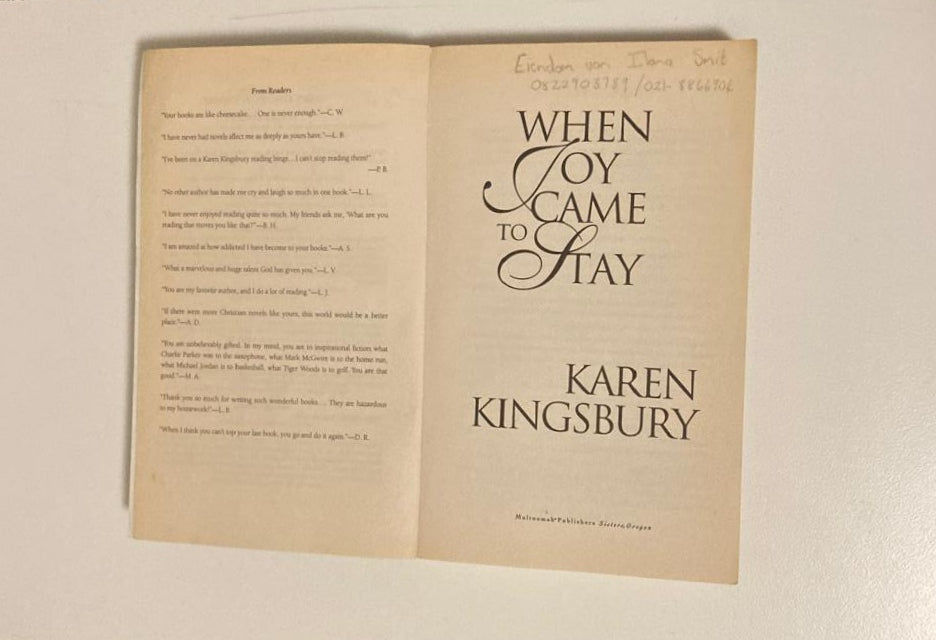 From Readers
"Your books are like cheesecake. . . One is never enough."—C. W.
"I have never had novels affect me as deeply as yours have."—L. B.
"I've been on a Karen Kingsbury reading binge. . . I can't stop reading them!"
—P. B.
"No other author has made me cry and laugh so much in one book."—L. L.
"I have never enjoyed reading quite so much. My friends ask me, 'What are you
reading that moves you like that?'"—B. H.
"I am amazed at how addicted I have become to your books."—A. S.
"What a marvelous and huge talent God has given you."—L. V.
"You are my favorite author, and I do a lot of reading."—L. J.
"If there were more Christian novels like yours, this world would be a better
place."—A. D.
"You are unbelievably gifted. In my mind, you are to inspirational fiction what
Charlie Parker was to the saxophone, what Mark McGwire is to the home run,
what Michael Jordan is to basketball, what Tiger Woods is to golf. You are that
good."—M. A.
"Thank you so much for writing such wonderful books. . . They are hazardous
to my homework!"—L. B.
"When I think you can't top your last book, you go and do it again."—D. R.
Eiendom van Ilana Smit
WHEN
JOY
CAME
TO STAY
KAREN
KINGSBURY
Multnomah® Publishers Sisters, Oregon